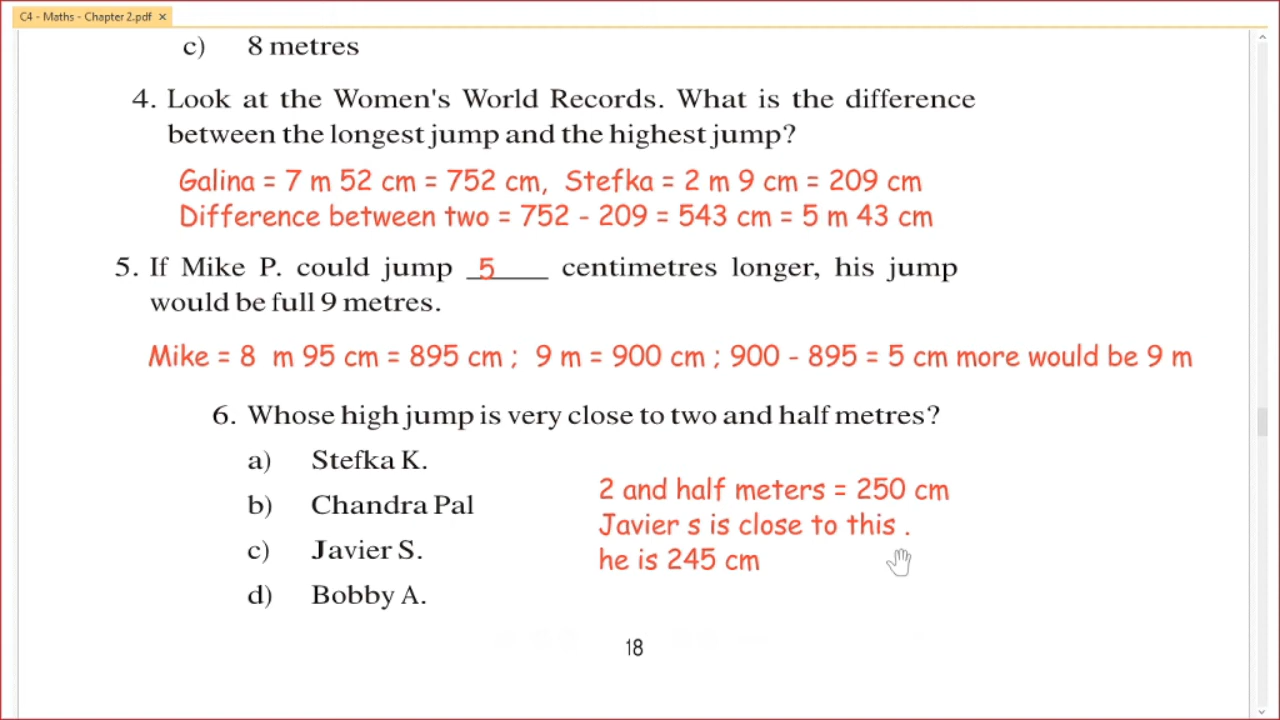 C4 - Maths - Chapter 2.pdf ×
c) 8 metres
4. Look at the Women's World Records. What is the difference
between the longest jump and the highest jump?
Galina = 7 m 52 cm = 752 cm, Stefka = 2 m 9 cm = 209 cm
Difference between two = 752 - 209 = 543 cm = 5 m 43 cm
5. If Mike P. could jump __5____ centimetres longer, his jump
would be full 9 metres.
Mike = 8 m 95 cm = 895 cm ; 9 m = 900 cm ; 900 - 895 = 5 cm more would be 9 m
6. Whose high jump is very close to two and half metres?
a) Stefka K.
b) Chandra Pal
c) Javier S.
d) Bobby A.
2 and half meters = 250 cm
Javier s is close to this .
he is 245 cm
18